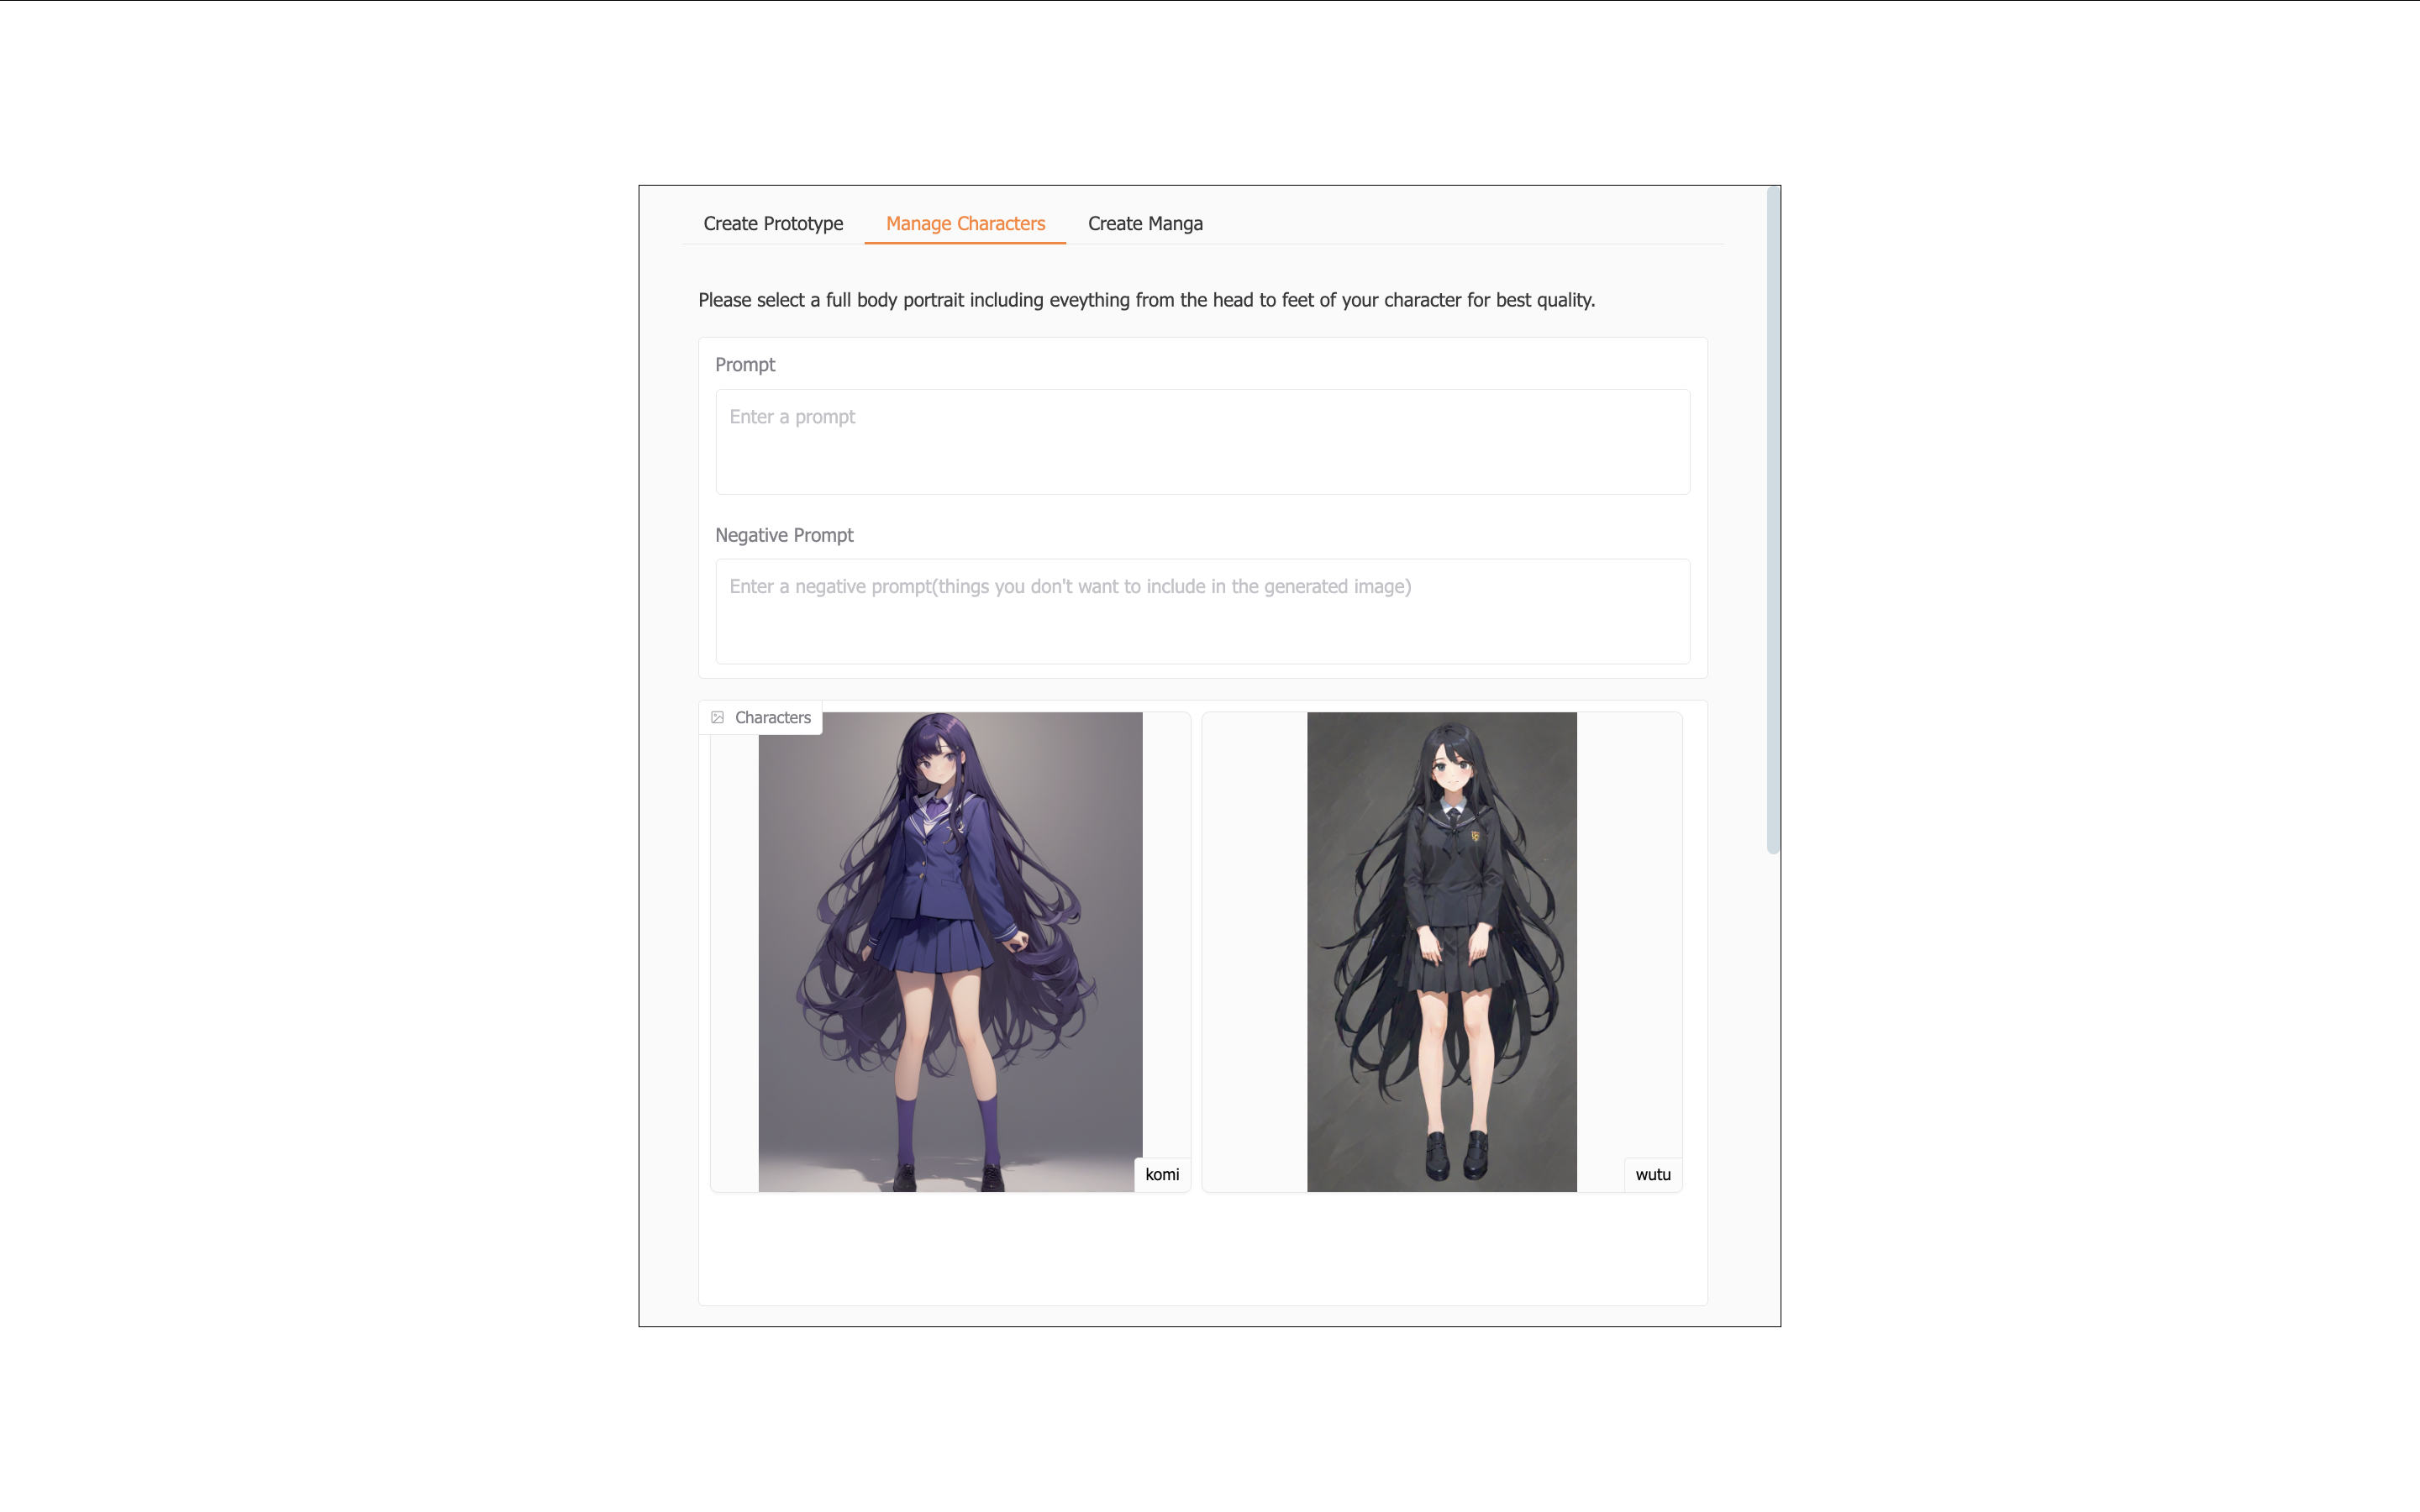 Create Prototype Manage Characters Create Manga
Please select a full body portrait including eveything from the head to feet of your character for best quality.
Prompt
Enter a prompt
Negative Prompt
Enter a negative prompt(things you don't want to include in the generated image)
Characters
komi
wutu